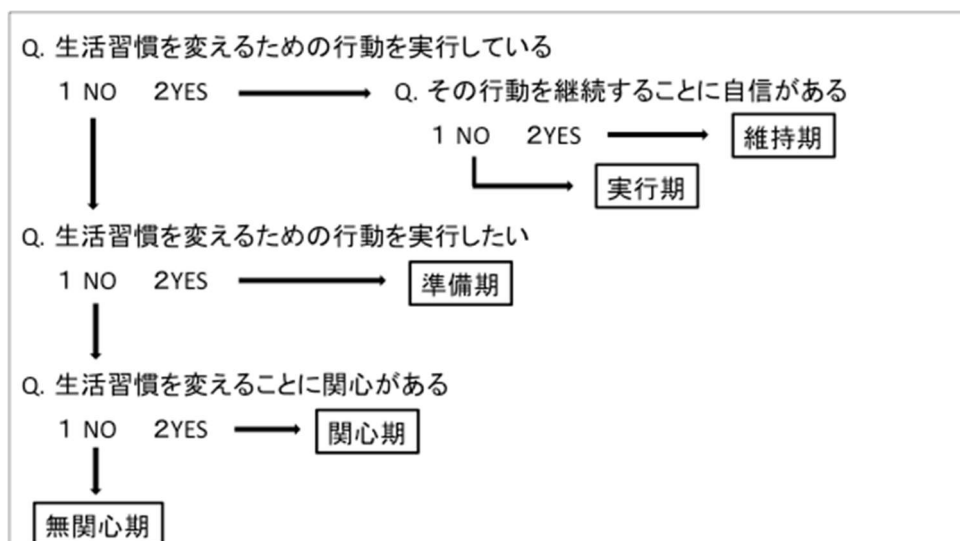 Q. 生活習慣を変えるための行動を実行している
1 NO 2YES
Q. その行動を継続することに自信がある
1 NO 2YES
維持期
実行期
Q. 生活習慣を変えるための行動を実行したい
1 NO 2YES
準備期
Q. 生活習慣を変えることに関心がある
1 NO 2YES
関心期
無関心期